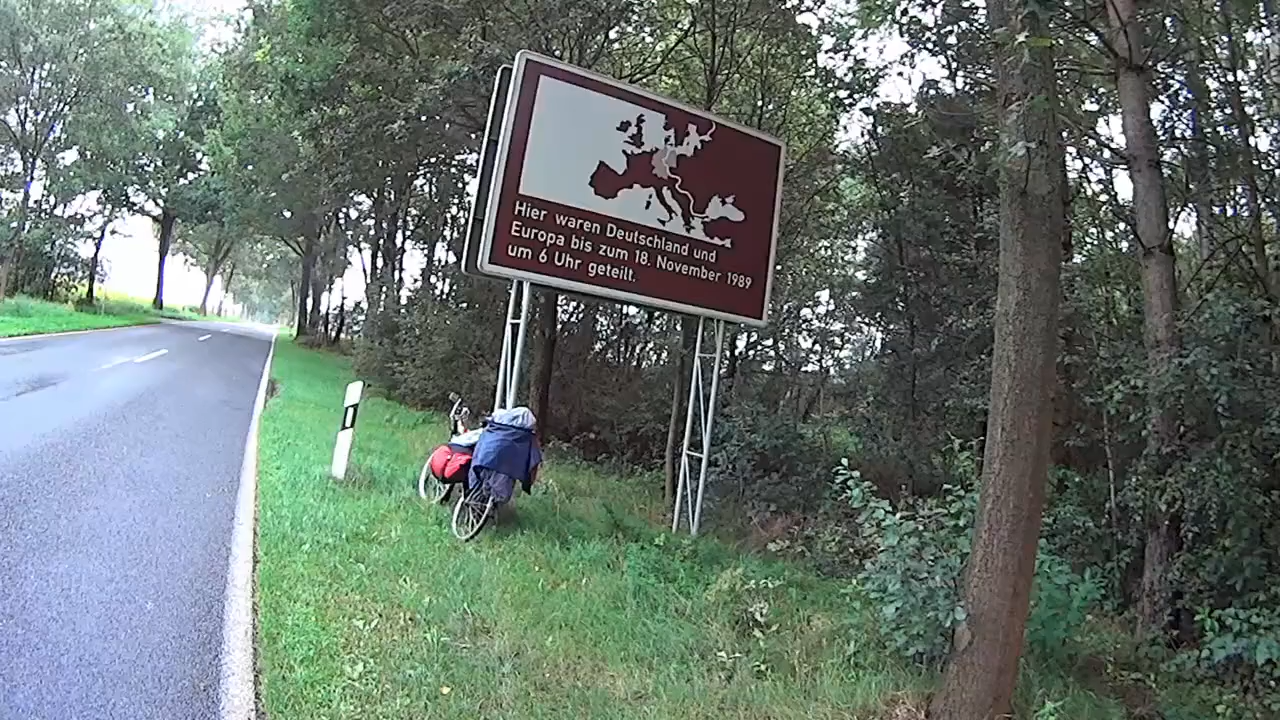 Hier waren Deutschland und
Europa bis zum 18. November 1989
um 6 Uhr geteilt.